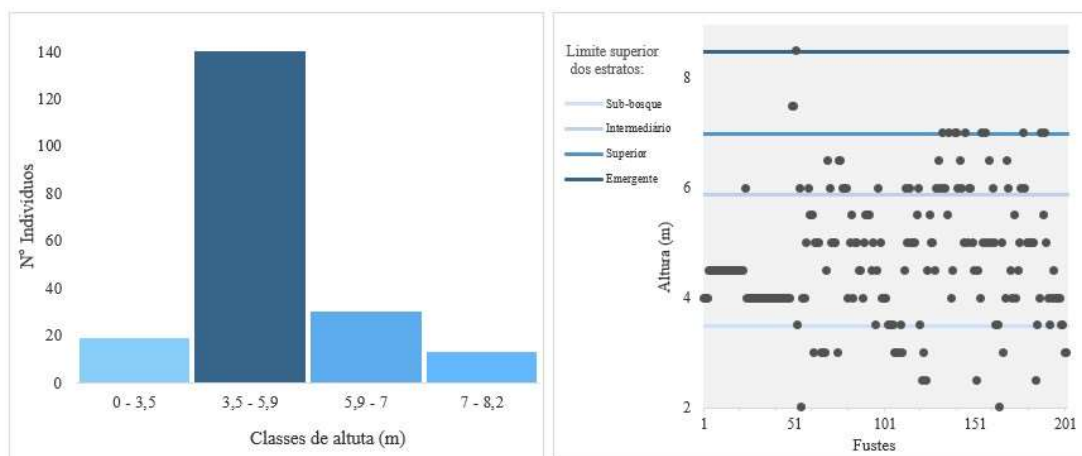 140
120
100
80
60
40
20
0
Nº Indivíduos
0 - 3,5
3,5 - 5,9
5,9 - 7
7 - 8,2
Classes de altuta (m)
Limite superior
dos estratos:
Sub-bosque
Intermediário
Superior
Emergente
Altura (m)
8
6
4
2
1
51
101
151
201
Fustes